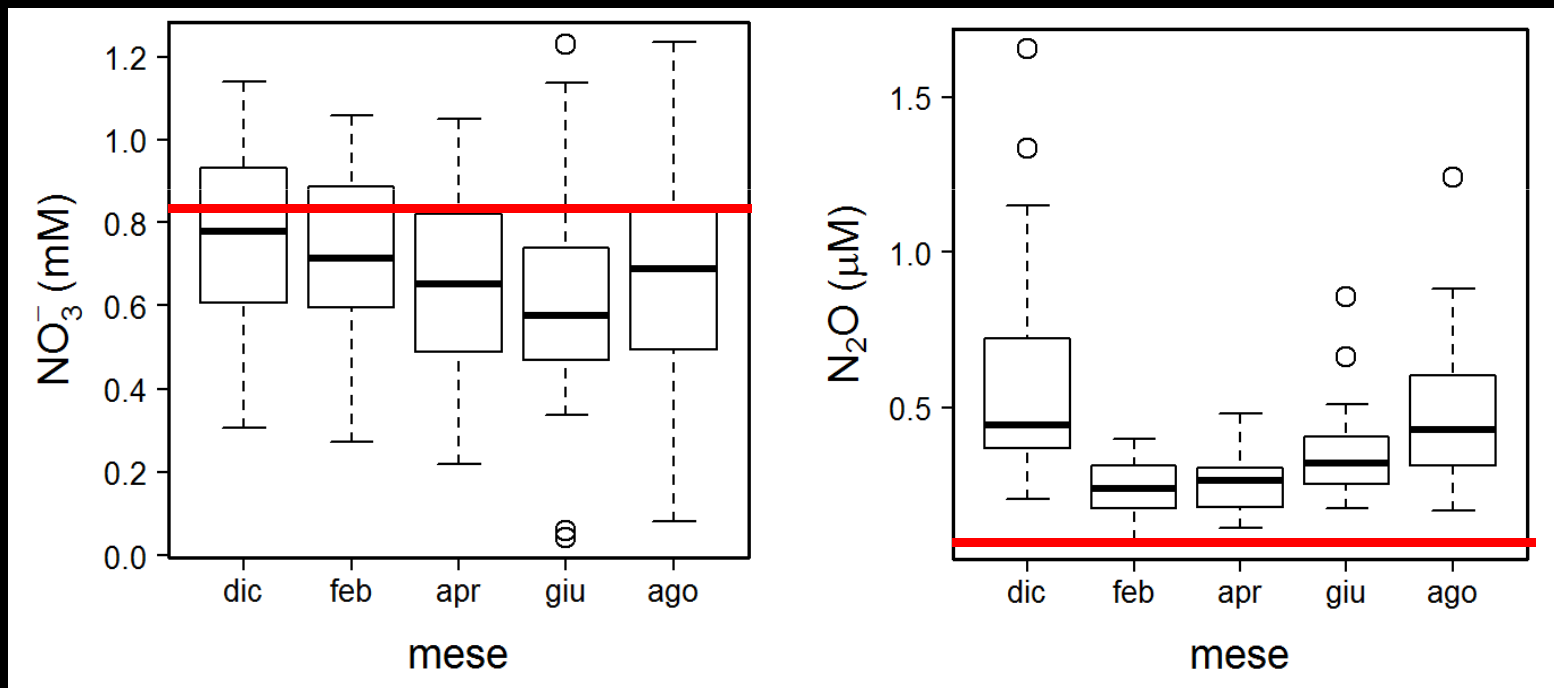 NO₃⁻ (mM)
1.2
1.0
0.8
0.6
0.4
0.2
0.0
dic feb apr giu ago
mese
N₂O (μM)
1.5
1.0
0.5
dic feb apr giu ago
mese